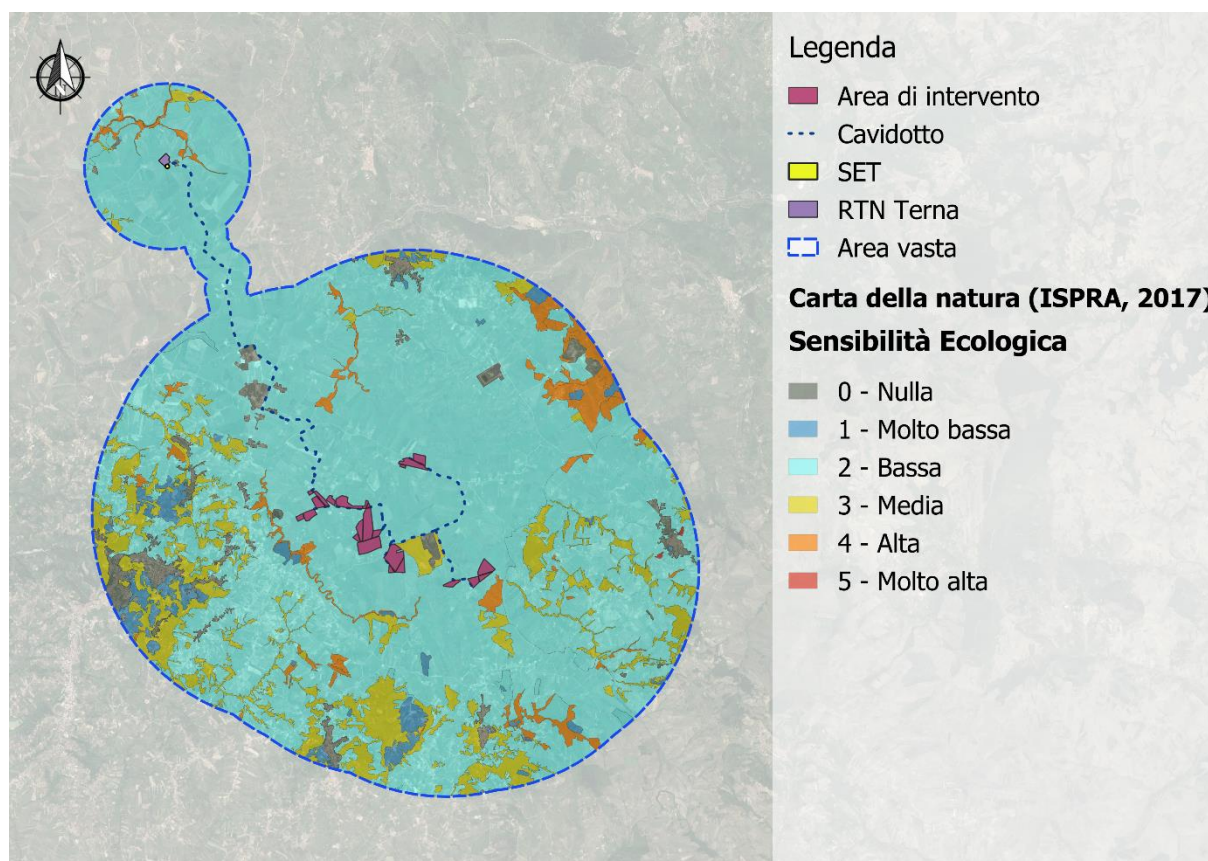 Legenda
Area di intervento
Cavidotto
SET
RTN Terna
Area vasta
Carta della natura (ISPRA, 2017)
Sensibilità Ecologica
0 - Nulla
1 - Molto bassa
2 - Bassa
3 - Media
4 - Alta
5 - Molto alta